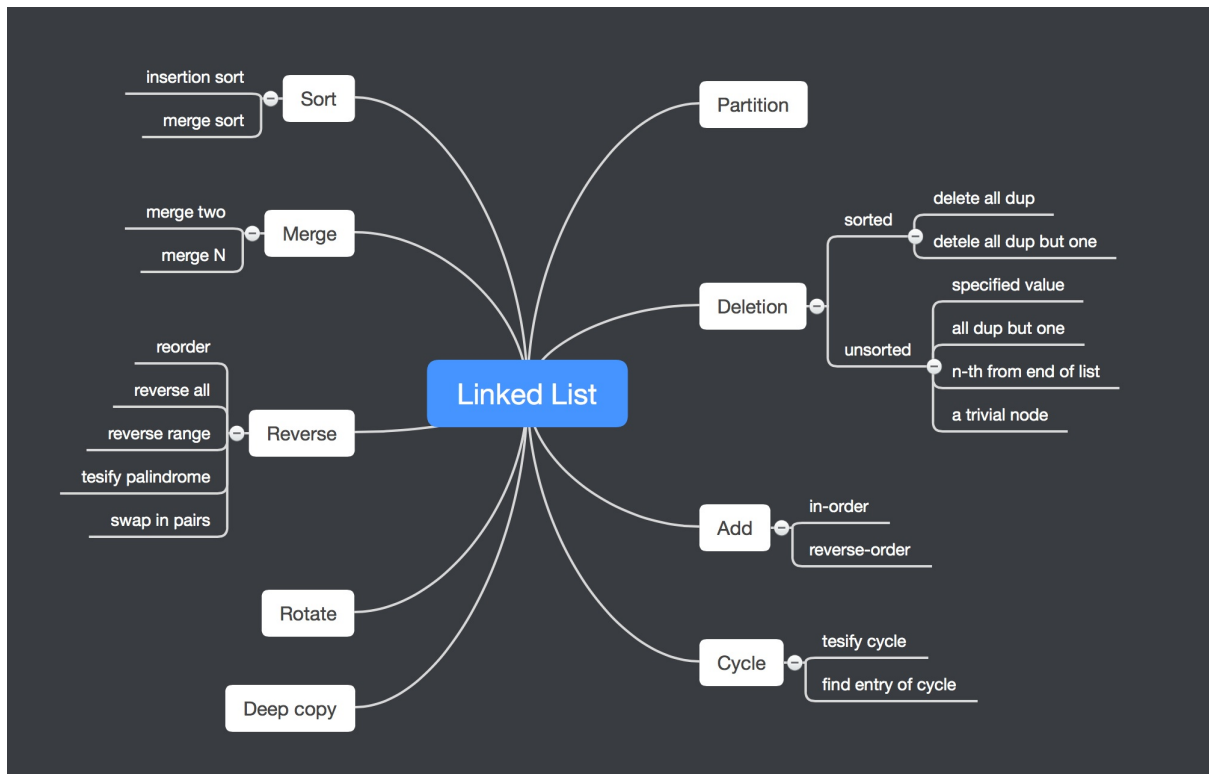 Linked List
Sort
insertion sort
merge sort
Merge
merge two
merge N
Reverse
reorder
reverse all
reverse range
tesify palindrome
swap in pairs
Rotate
Deep copy
Partition
Deletion
sorted
delete all dup
detele all dup but one
unsorted
specified value
all dup but one
n-th from end of list
a trivial node
Add
in-order
reverse-order
Cycle
tesify cycle
find entry of cycle